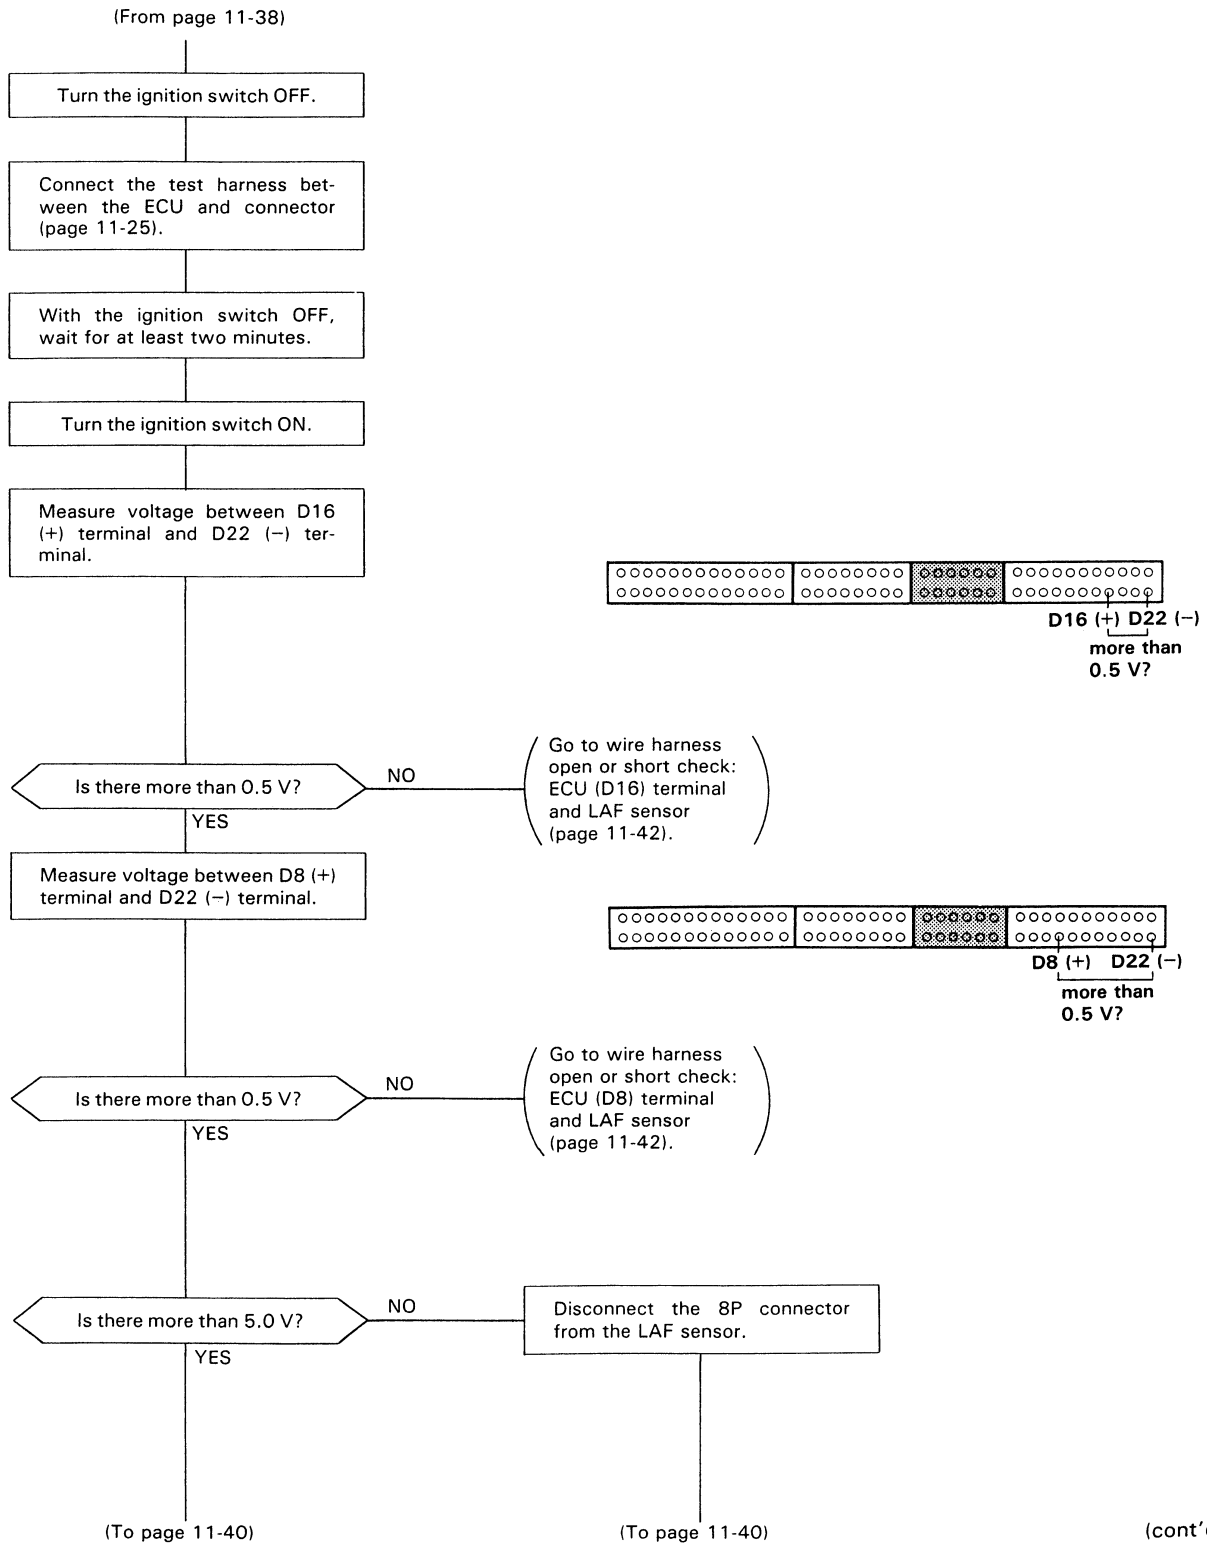 (From page 11-38)
Turn the ignition switch OFF.
Connect the test harness bet-
ween the ECU and connector
(page 11-25).
With the ignition switch OFF,
wait for at least two minutes.
Turn the ignition switch ON.
Measure voltage between D16
(+) terminal and D22 (−) ter-
minal.
D16 (+) D22 (−)
more than
0.5 V?
Is there more than 0.5 V?
NO
Go to wire harness
open or short check:
ECU (D16) terminal
and LAF sensor
(page 11-42).
YES
Measure voltage between D8 (+)
terminal and D22 (−) terminal.
D8 (+) D22 (−)
more than
0.5 V?
Is there more than 0.5 V?
NO
Go to wire harness
open or short check:
ECU (D8) terminal
and LAF sensor
(page 11-42).
YES
Is there more than 5.0 V?
NO
Disconnect the 8P connector
from the LAF sensor.
YES
(To page 11-40)
(To page 11-40)
(cont'